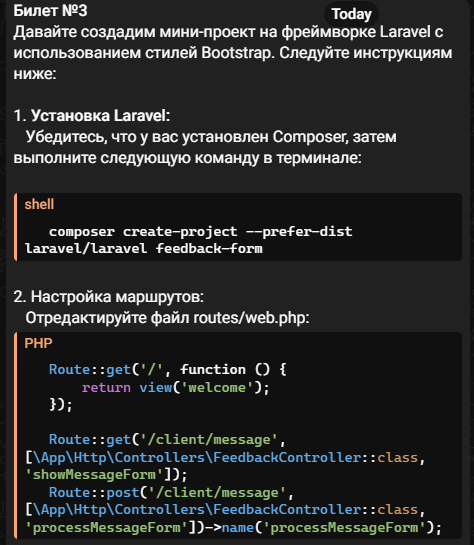 Билет №3
Today
Давайте создадим мини-проект на фреймворке Laravel с
использованием стилей Bootstrap. Следуйте инструкциям
ниже:
1. Установка Laravel:
Убедитесь, что у вас установлен Composer, затем
выполните следующую команду в терминале:
shell
composer create-project --prefer-dist
laravel/laravel feedback-form
2. Настройка маршрутов:
Отредактируйте файл routes/web.php:
PHP
Route::get('/', function () {
return view('welcome');
});
Route::get('/client/message',
[\App\Http\Controllers\FeedbackController::class,
'showMessageForm']);
Route::post('/client/message',
[\App\Http\Controllers\FeedbackController::class,
'processMessageForm'])->name('processMessageForm');